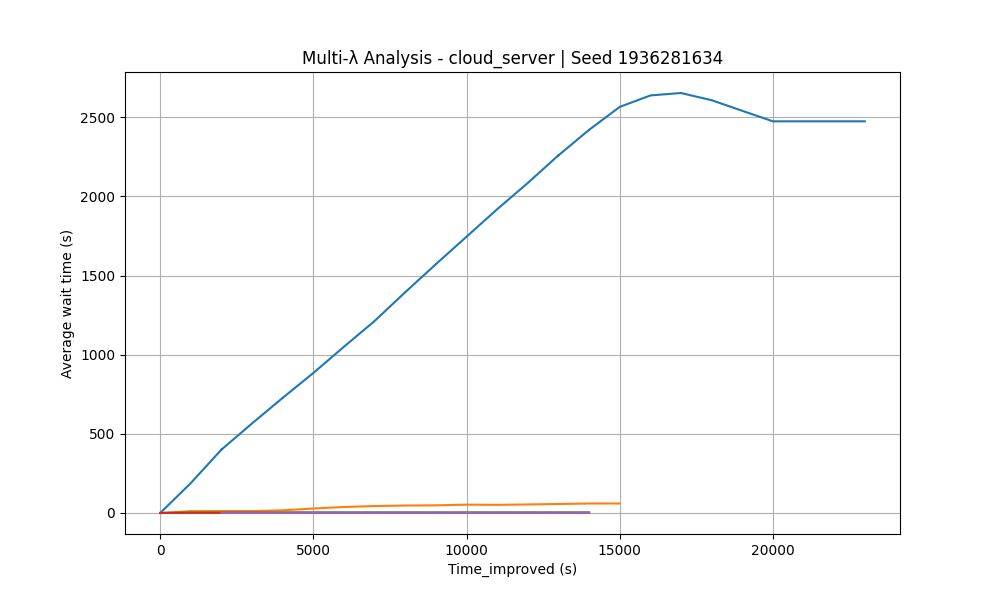 Multi-λ Analysis - cloud_server | Seed 1936281634
2500
2000
1500
1000
500
0
Average wait time (s)
0 5000 10000 15000 20000
Time_improved (s)